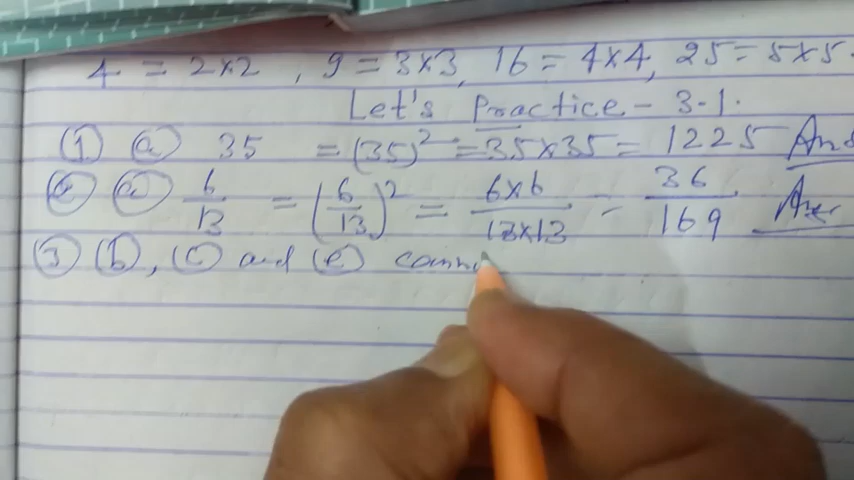 4 = 2×2, 9 = 3×3, 16 = 4×4, 25 = 5×5
Let's Practice - 3.1.
(1) (a) 35 = (35)² = 35×35 = 1225 Ans
(2) (a) 6/13 = (6/13)² = 6×6/13×13 = 36/169 Ans
(3) (b), (c) and (e) cann